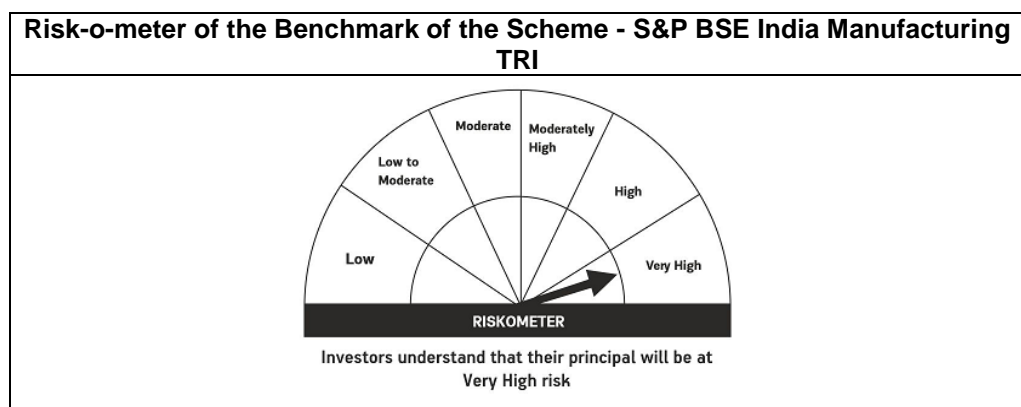 Risk-o-meter of the Benchmark of the Scheme - S&P BSE India Manufacturing
TRI
Moderate
Moderately
High
Low to
Moderate
High
Low
Very High
RISKOMETER
Investors understand that their principal will be at
Very High risk